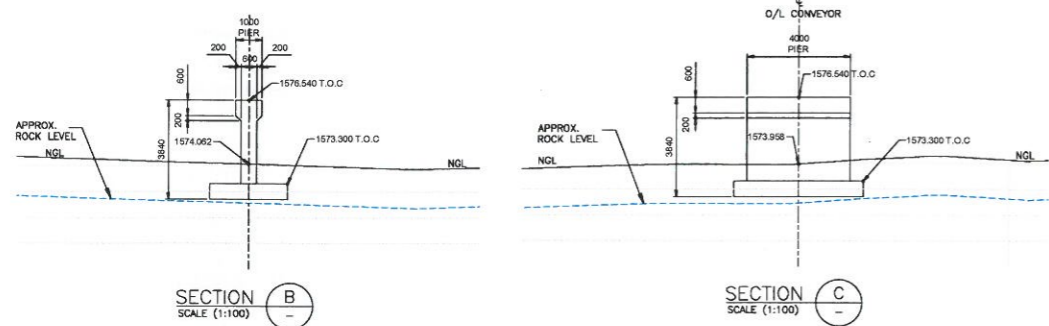 1000
PIER
200
600
200
600
200
3840
1576.540 T.O.C
1574.062
1573.300 T.O.C
APPROX.
ROCK LEVEL
NGL
NGL
SECTION B
SCALE (1:100)
–
O/L CONVEYOR
4000
PIER
600
200
3840
1576.540 T.O.C
1573.958
1573.300 T.O.C
APPROX.
ROCK LEVEL
NGL
NGL
SECTION C
SCALE (1:100)
–